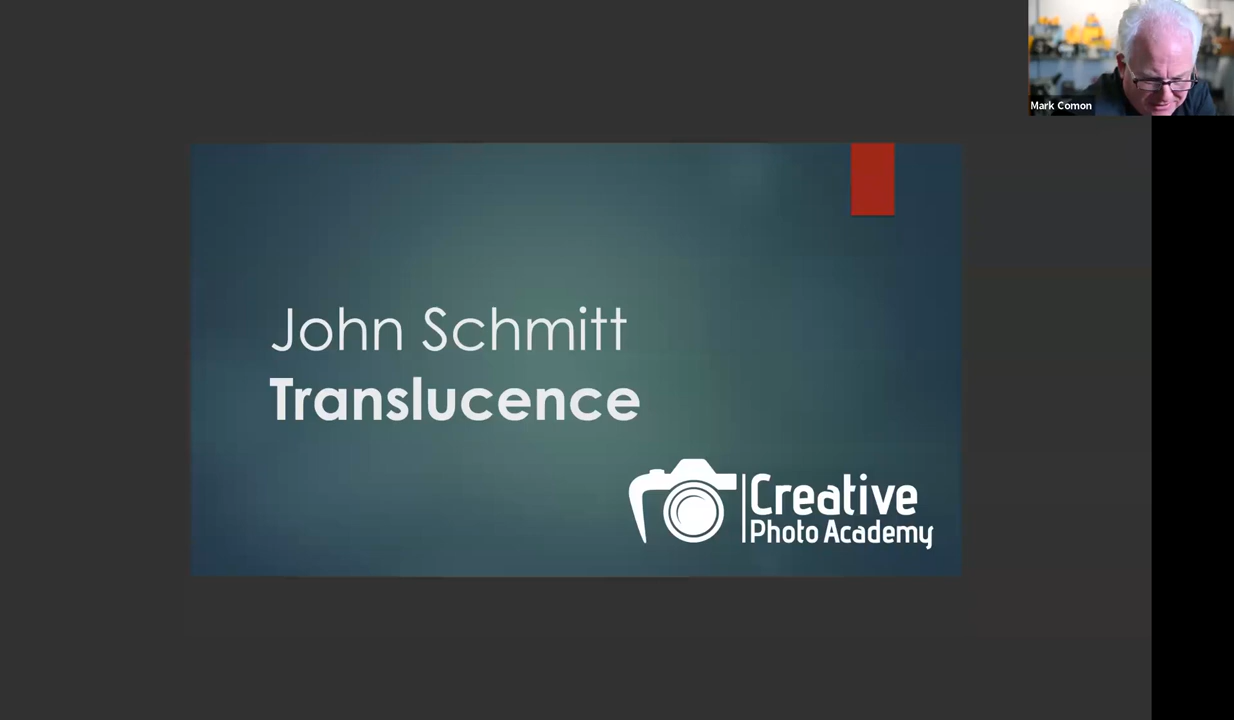 Mark Comon
John Schmitt
Translucence
Creative
Photo Academy